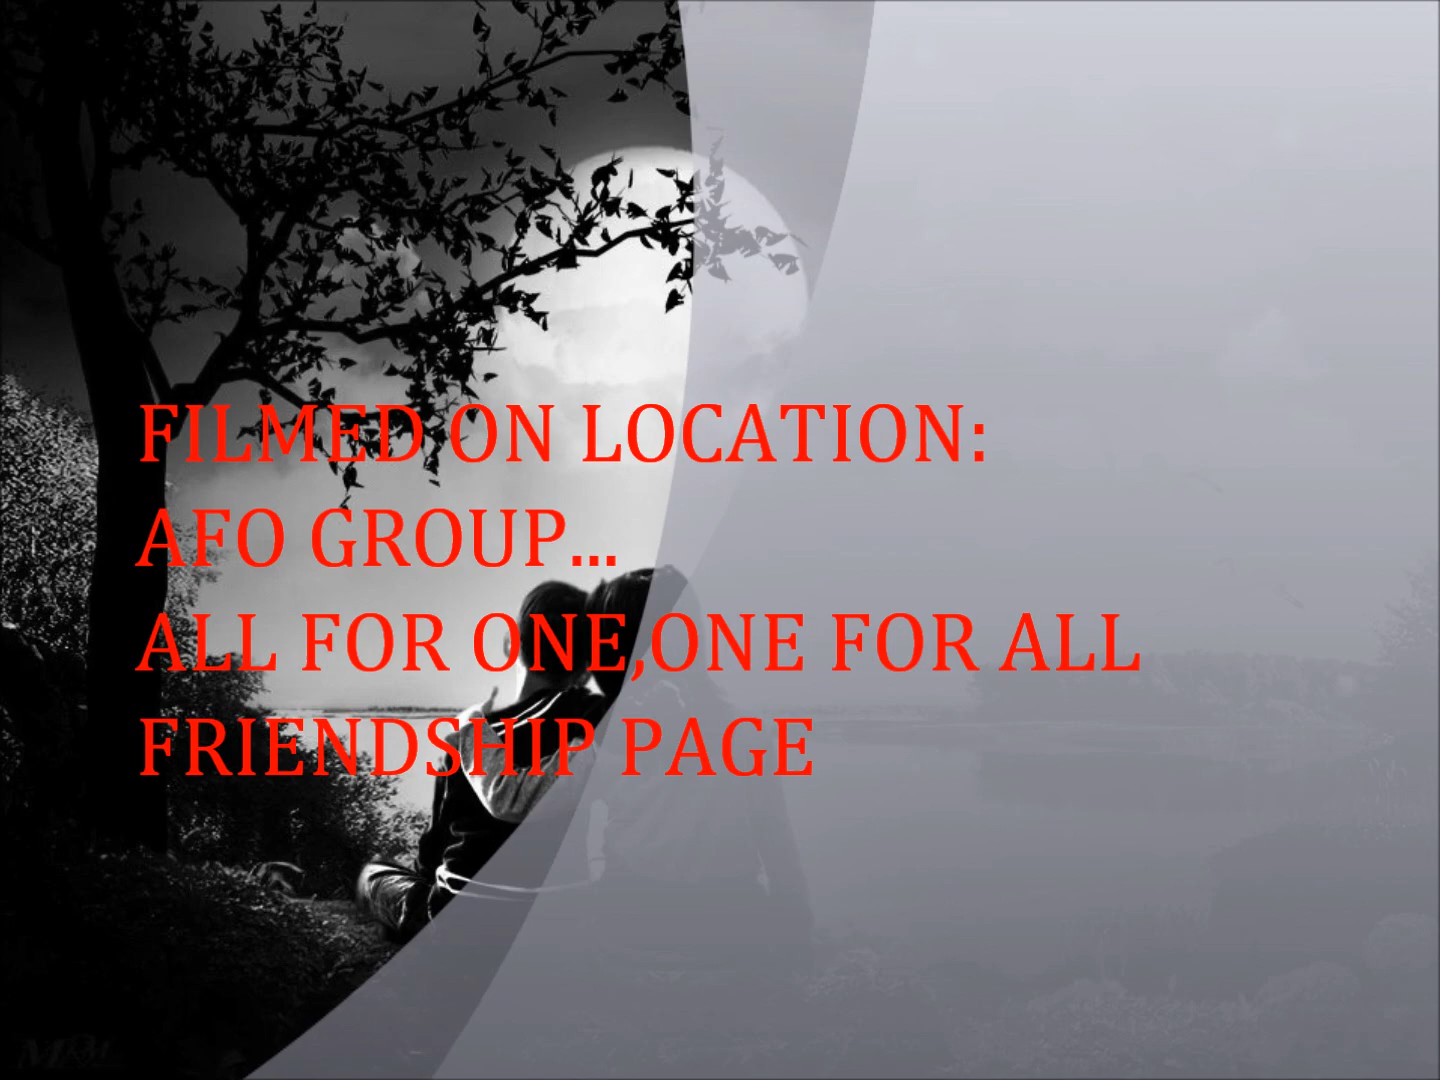 FILMED ON LOCATION:
AFO GROUP...
ALL FOR ONE,ONE FOR ALL
FRIENDSHIP PAGE